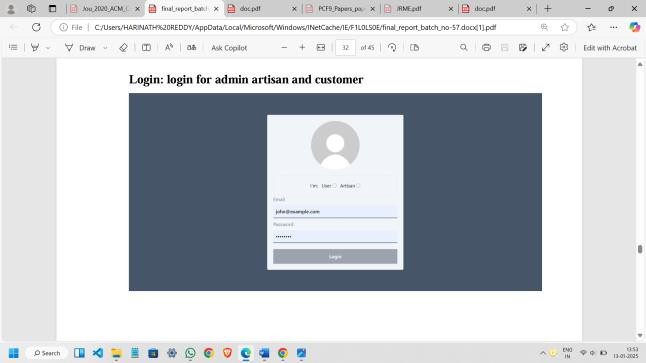 Jou_2020_ACM_C
final_report_batch
doc.pdf
PCF9_Papers_pap
JRME.pdf
doc.pdf
File
C:/Users/HARINATH%20REDDY/AppData/Local/Microsoft/Windows/INetCache/IE/F1L0LS0E/final_report_batch_no-57.docx[1].pdf
Draw
Ask Copilot
32
of 45
Edit with Acrobat
Login: login for admin artisan and customer
I'm: User Artisan
Email
john@example.com
Password
Login
Search
ENG
IN
13:53
13-01-2025